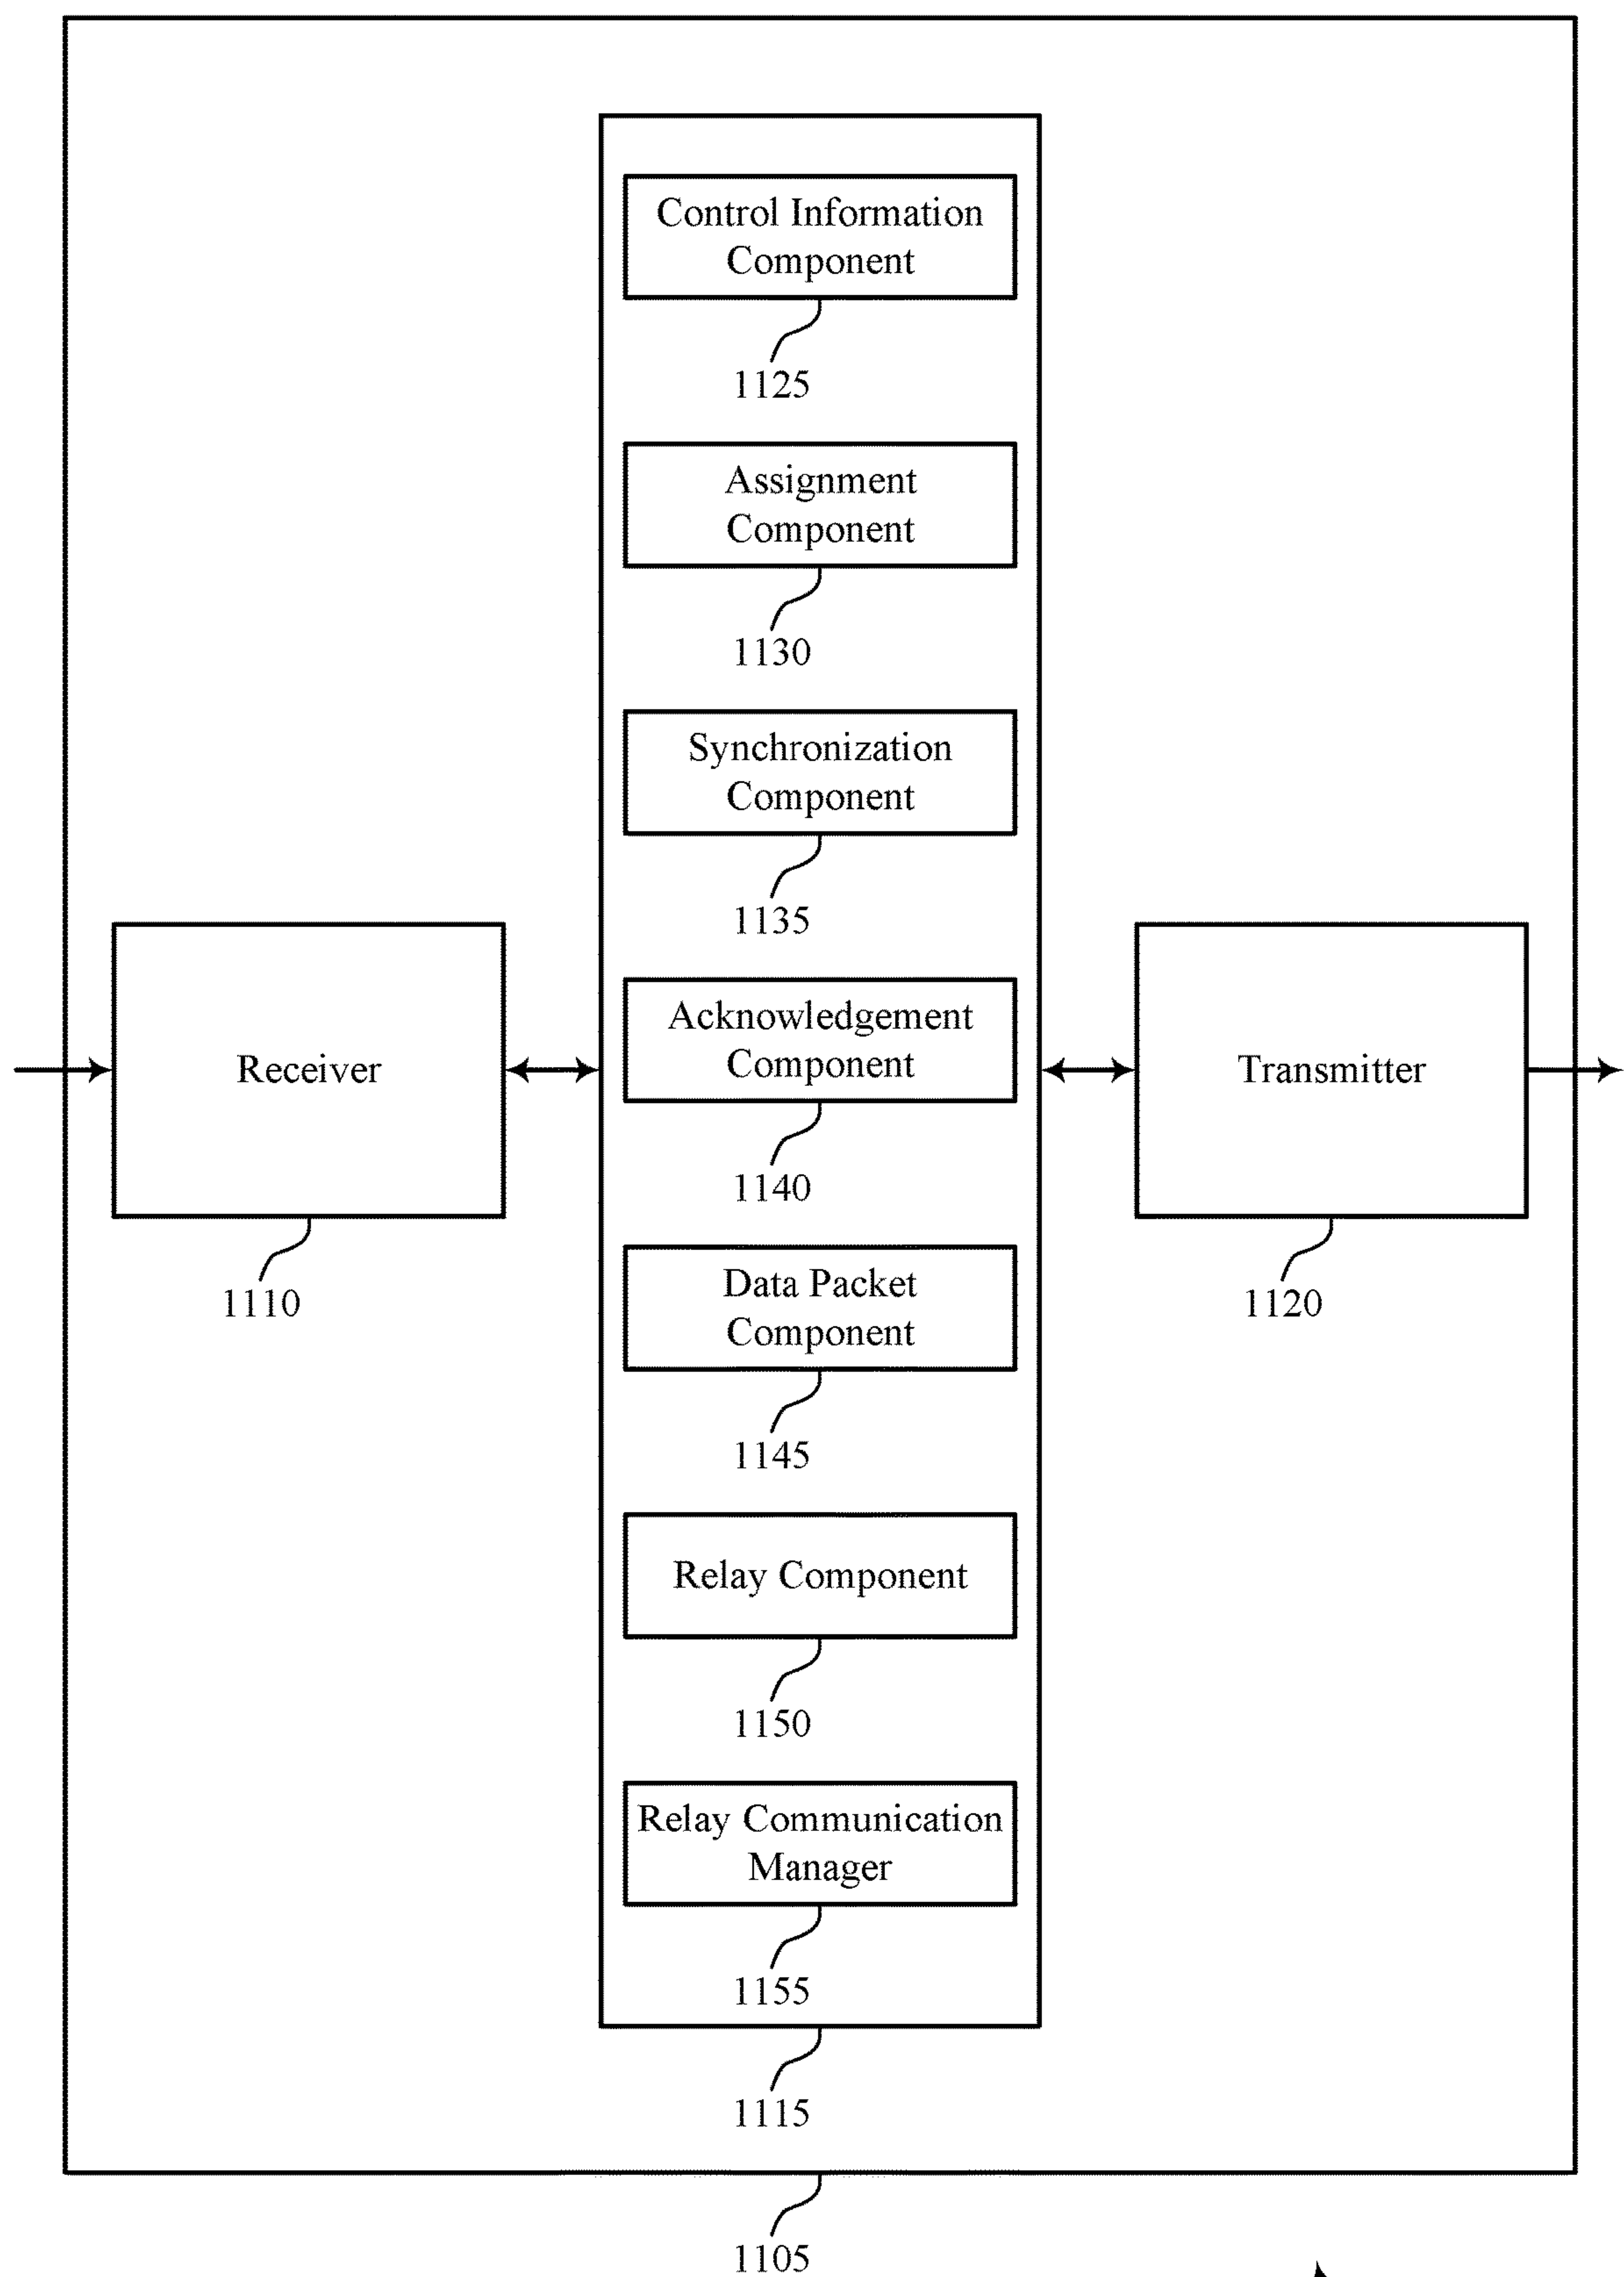 Control Information
Component
1125
Assignment
Component
1130
Synchronization
Component
1135
Acknowledgement
Component
1140
Receiver
1110
Transmitter
1120
Data Packet
Component
1145
Relay Component
1150
Relay Communication
Manager
1155
1115
1105